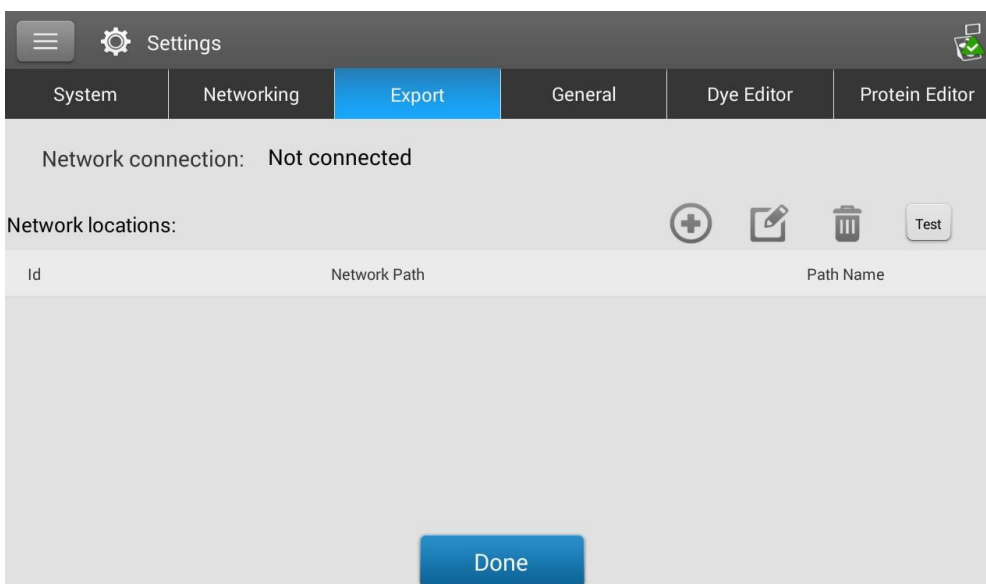 Settings
System Networking Export General Dye Editor Protein Editor
Network connection: Not connected
Network locations:
Test
Id Network Path Path Name
Done